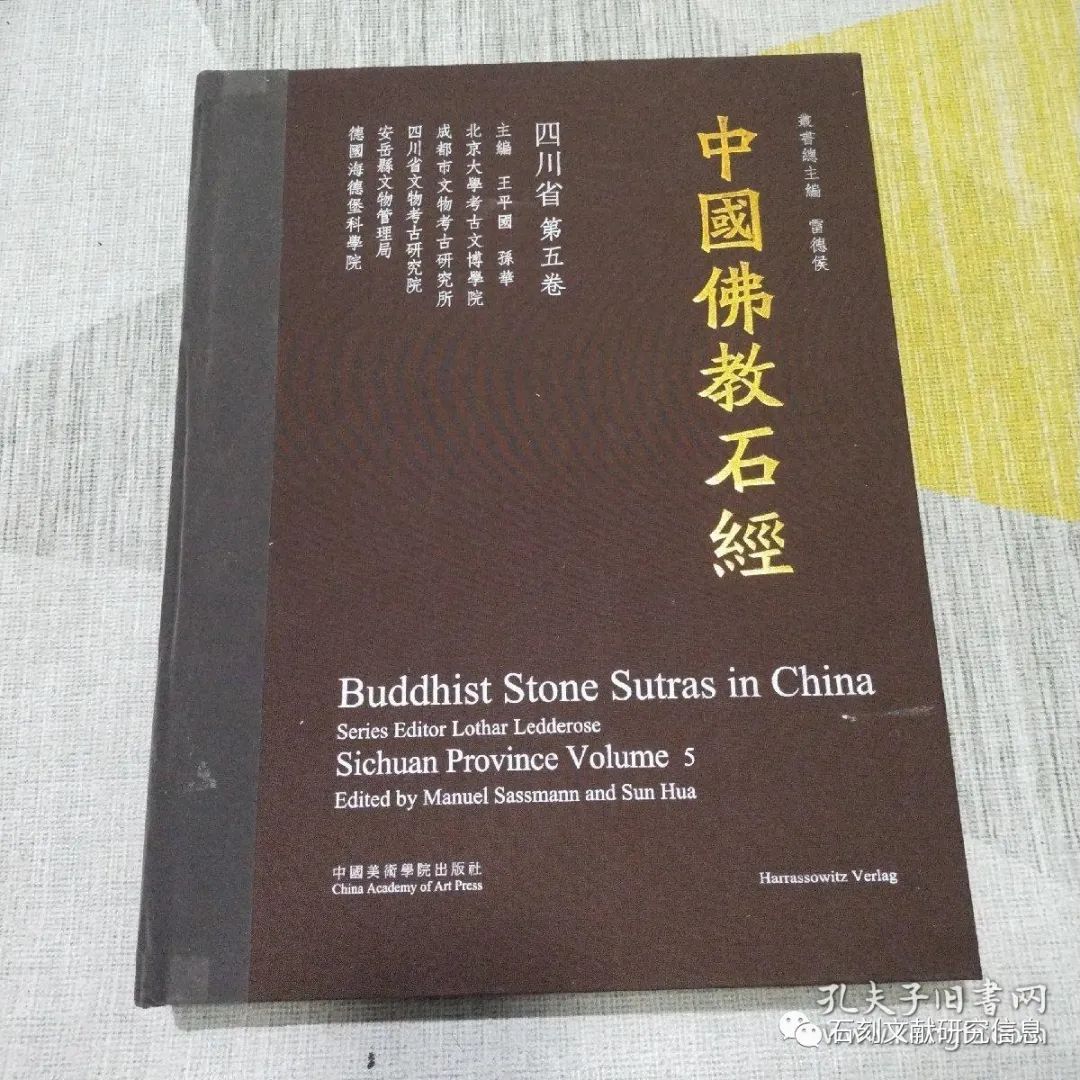 叢書總主編 雷德侯
中國佛教石經
四川省 第五卷
主編 王平國 孫華
北京大學考古文博學院
成都市文物考古研究所
四川省文物考古研究院
安岳縣文物管理局
德國海德堡科學院
Buddhist Stone Sutras in China
Series Editor Lothar Ledderose
Sichuan Province Volume 5
Edited by Manuel Sassmann and Sun Hua
中國美術學院出版社
China Academy of Art Press
Harrassowitz Verlag
孔夫子旧书网
石刻文献研究信息